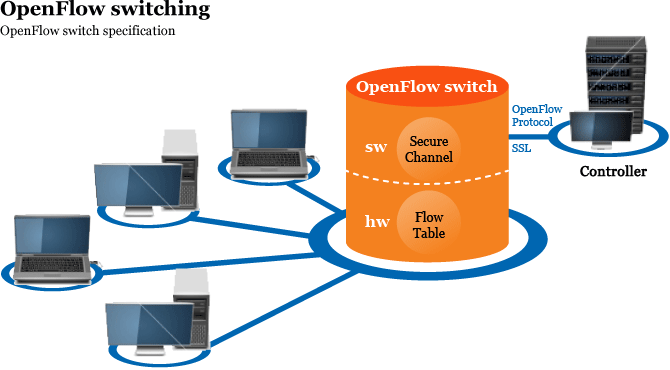 OpenFlow switching
OpenFlow switch specification
OpenFlow switch
OpenFlow
Protocol
SSL
sw
Secure
Channel
Controller
hw
Flow
Table